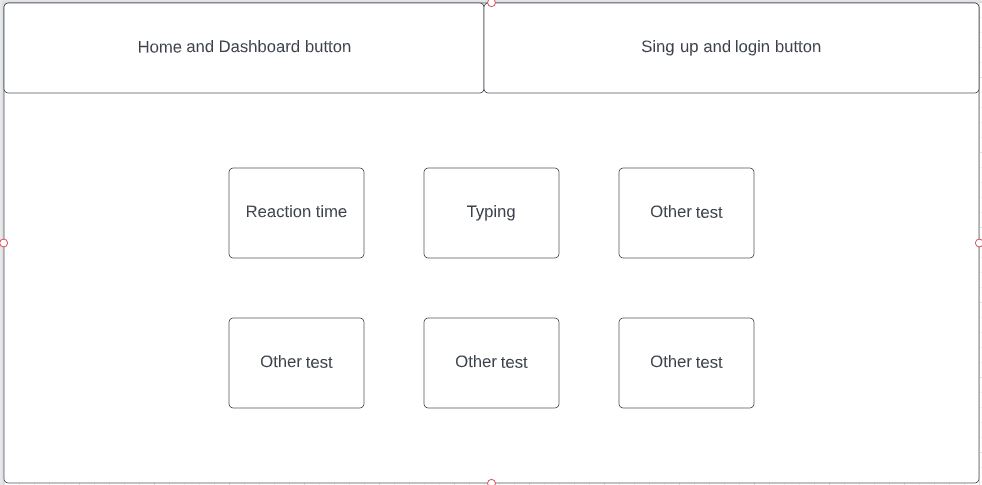 Home and Dashboard button
Sing up and login button
Reaction time
Typing
Other test
Other test
Other test
Other test